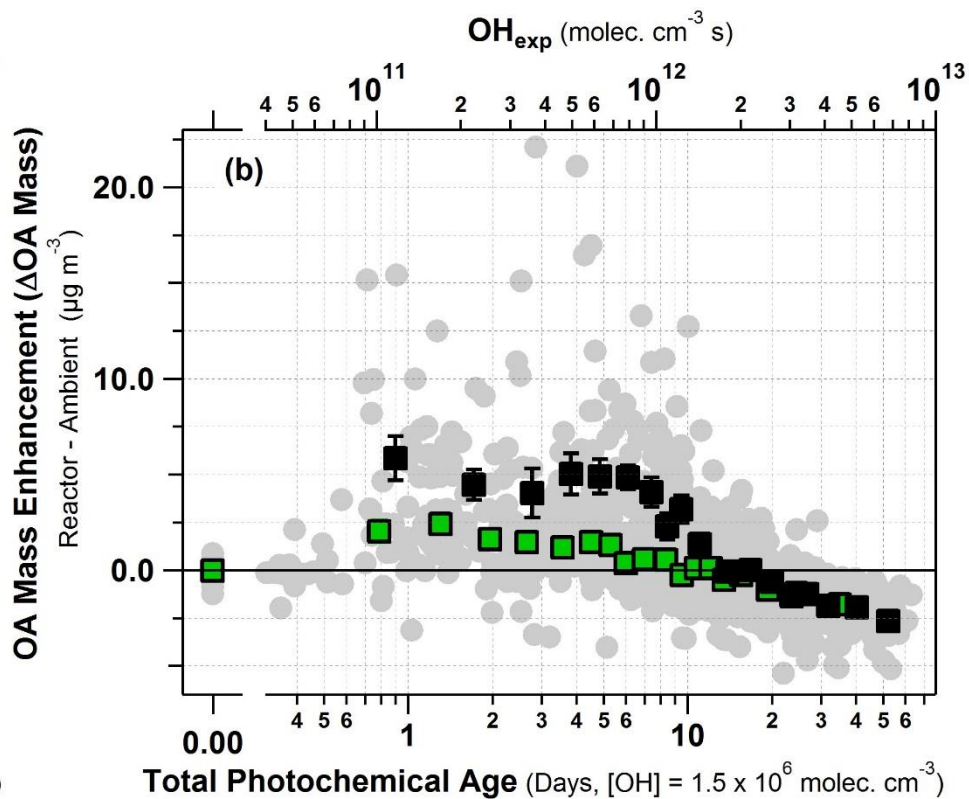 OHexp (molec. cm-3 s)
10^11 10^12 10^13
4 5 6 2 3 4 5 6 2 3 4 5 6
(b)
OA Mass Enhancement (ΔOA Mass)
Reactor - Ambient (µg m-3)
20.0
10.0
0.0
4 5 6 2 3 4 5 6 2 3 4 5 6
0.00 1 10
Total Photochemical Age (Days, [OH] = 1.5 x 10^6 molec. cm-3)